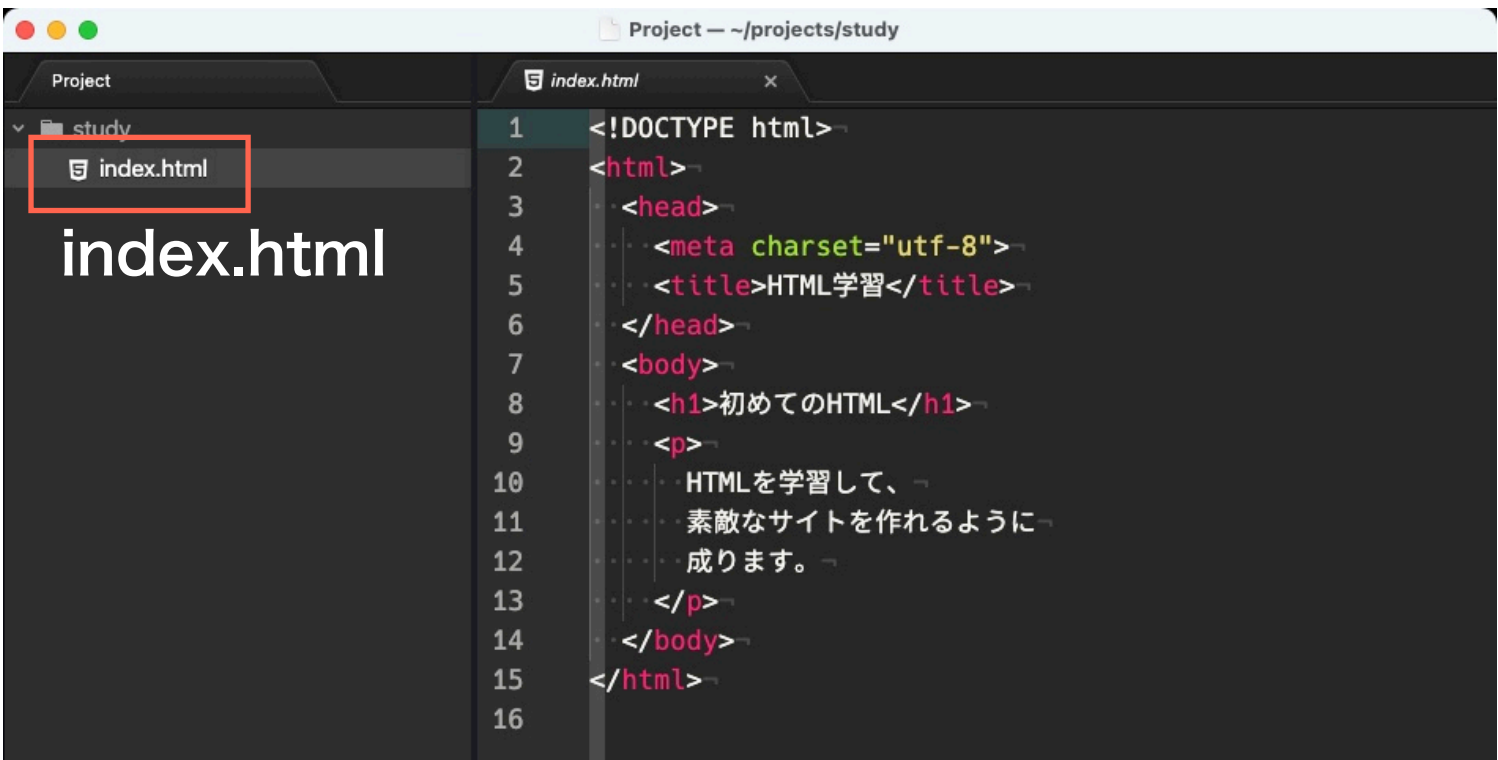 Project — ~/projects/study
Project
index.html
study
index.html
index.html
1 <!DOCTYPE html>
2 <html>
3 <head>
4 <meta charset="utf-8">
5 <title>HTML学習</title>
6 </head>
7 <body>
8 <h1>初めてのHTML</h1>
9 <p>
10 HTMLを学習して、
11 素敵なサイトを作れるように
12 成ります。
13 </p>
14 </body>
15 </html>
16